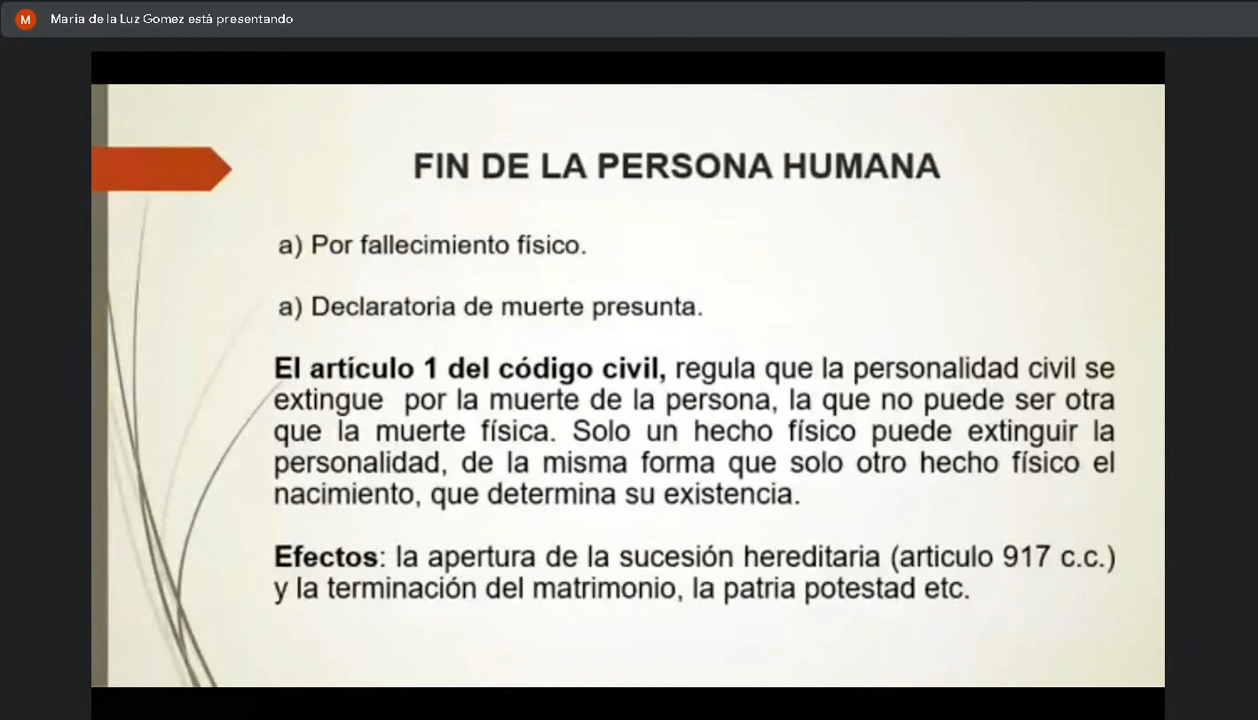 M
Maria de la Luz Gomez está presentando
FIN DE LA PERSONA HUMANA
a) Por fallecimiento físico.
a) Declaratoria de muerte presunta.
El artículo 1 del código civil, regula que la personalidad civil se
extingue por la muerte de la persona, la que no puede ser otra
que la muerte física. Solo un hecho físico puede extinguir la
personalidad, de la misma forma que solo otro hecho físico el
nacimiento, que determina su existencia.
Efectos: la apertura de la sucesión hereditaria (articulo 917 c.c.)
y la terminación del matrimonio, la patria potestad etc.